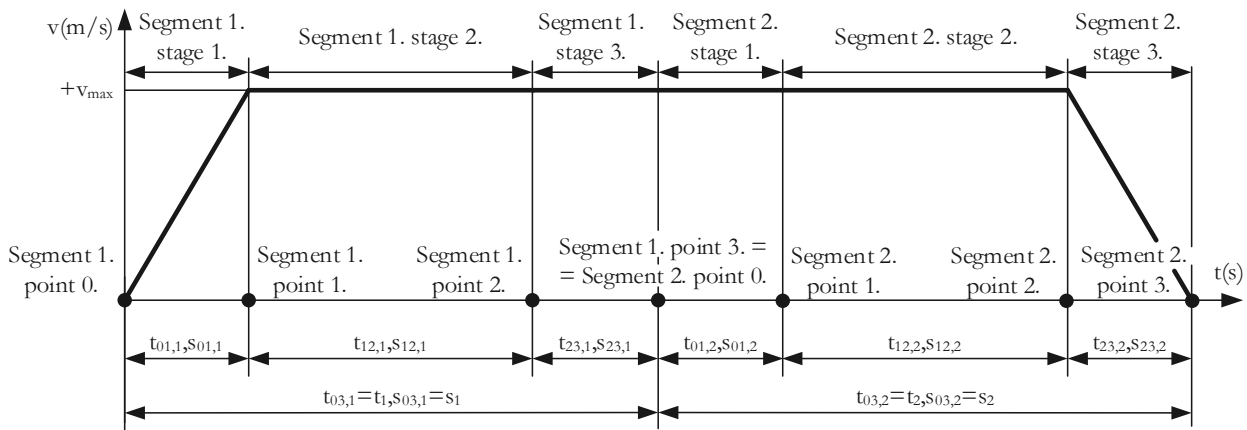 v(m/s)
Segment 1.
stage 1.
Segment 1. stage 2.
Segment 1.
stage 3.
Segment 2.
stage 1.
Segment 2. stage 2.
Segment 2.
stage 3.
+vmax
Segment 1.
point 0.
Segment 1.
point 1.
Segment 1.
point 2.
Segment 1. point 3. =
= Segment 2. point 0.
Segment 2.
point 1.
Segment 2.
point 2.
Segment 2.
point 3.
t(s)
t01,1,s01,1
t12,1,s12,1
t23,1,s23,1
t01,2,s01,2
t12,2,s12,2
t23,2,s23,2
t03,1=t1,s03,1=s1
t03,2=t2,s03,2=s2